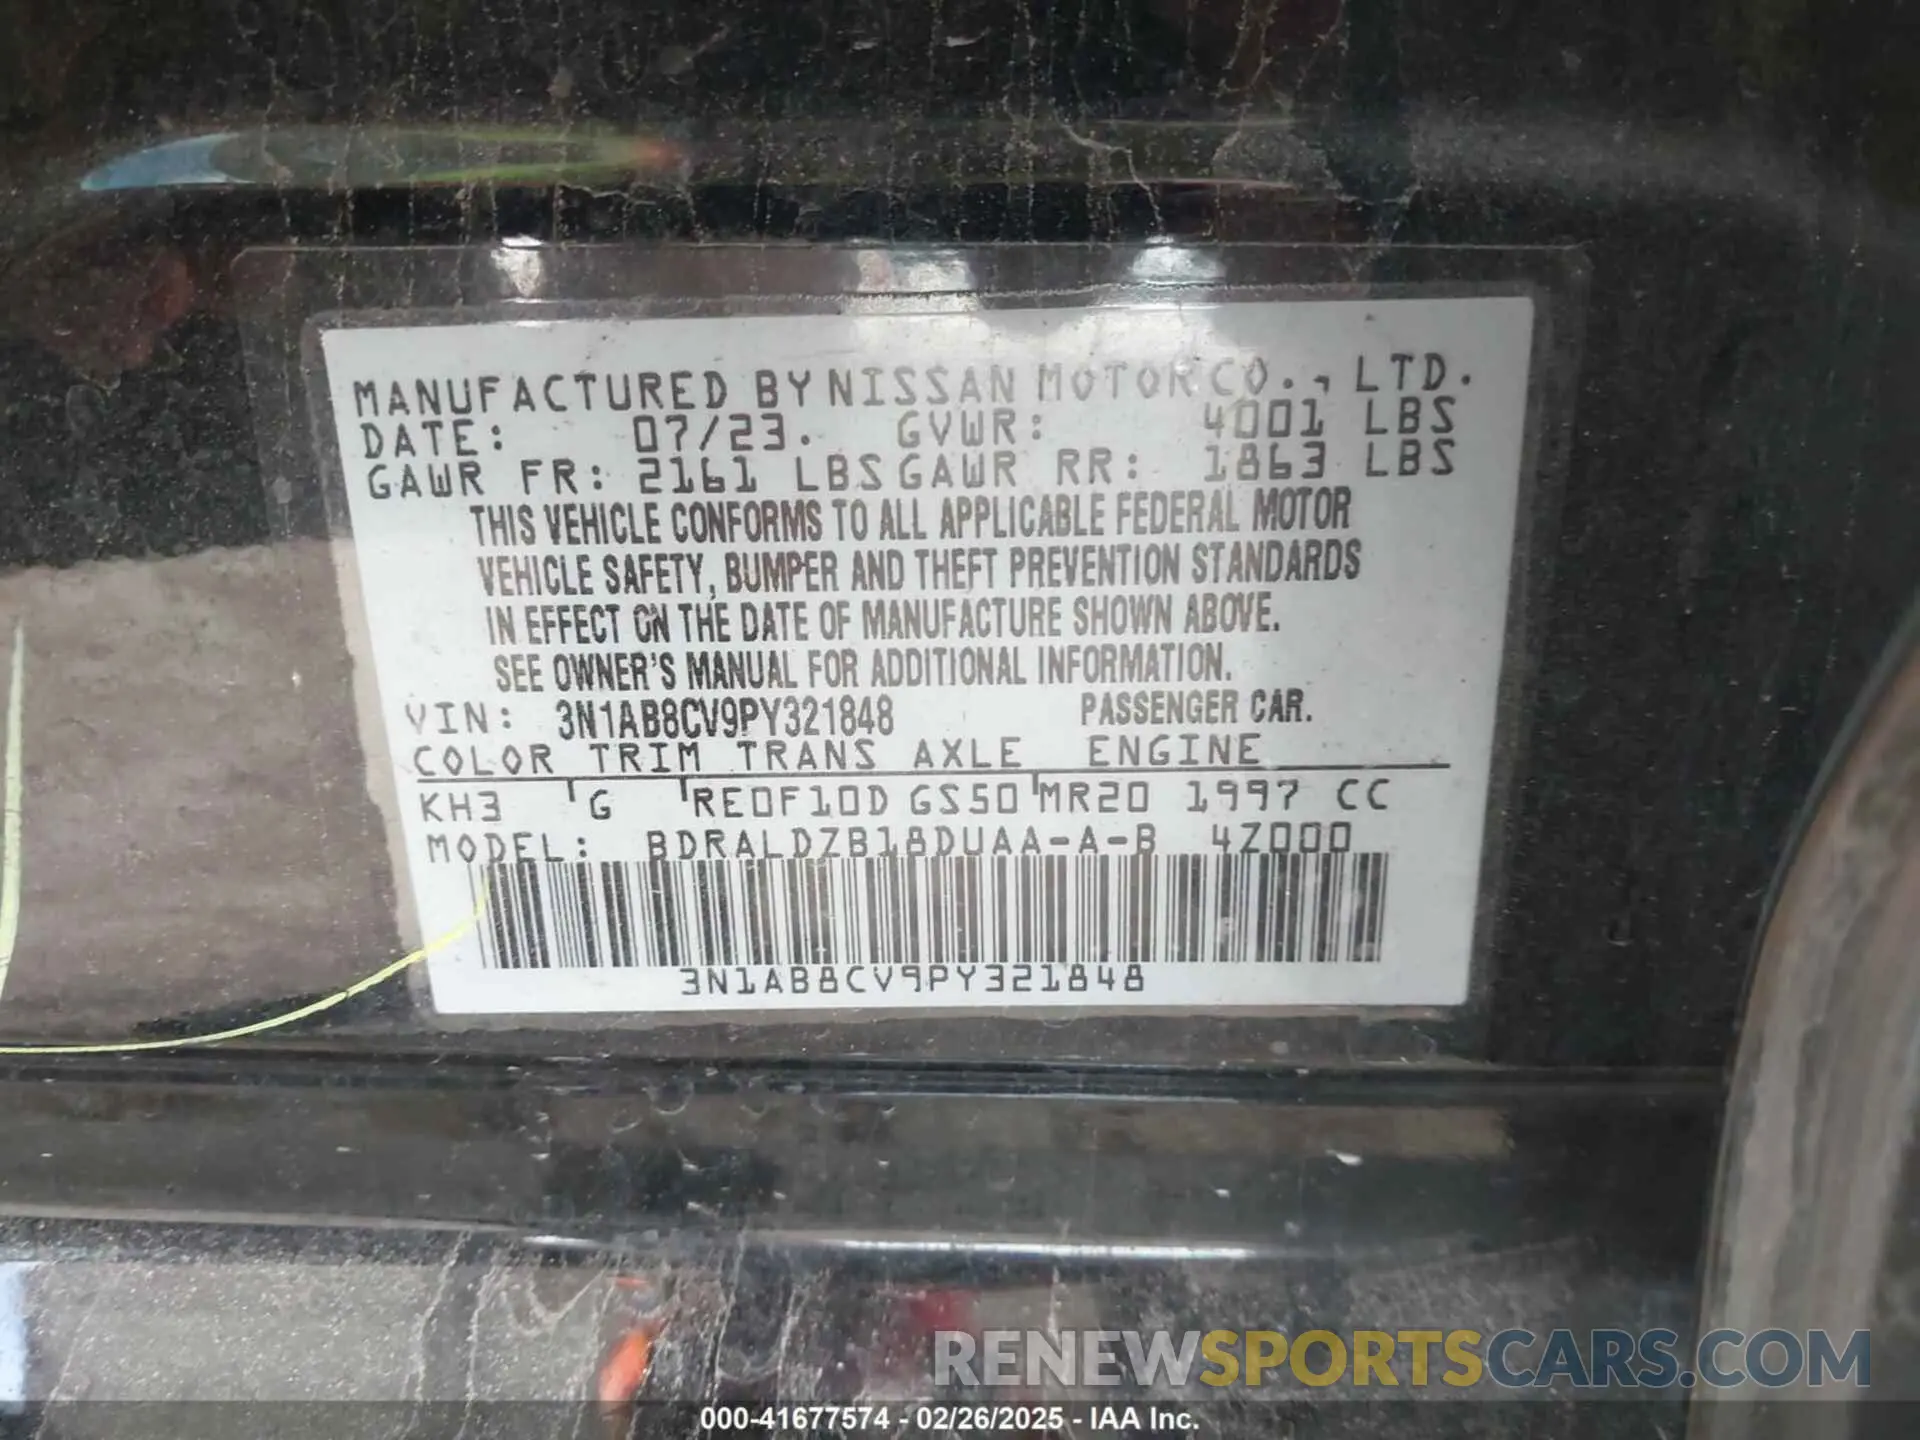 MANUFACTURED BY NISSAN MOTOR CO., LTD.
DATE: 07/23. GVWR: 4001 LBS
GAWR FR: 2161 LBS GAWR RR: 1863 LBS
THIS VEHICLE CONFORMS TO ALL APPLICABLE FEDERAL MOTOR
VEHICLE SAFETY, BUMPER AND THEFT PREVENTION STANDARDS
IN EFFECT ON THE DATE OF MANUFACTURE SHOWN ABOVE.
SEE OWNER'S MANUAL FOR ADDITIONAL INFORMATION.
VIN: 3N1AB8CV9PY321848 PASSENGER CAR.
COLOR TRIM TRANS AXLE ENGINE
KH3 G RE0F10D GS50 MR20 1997 CC
MODEL: BDRALDZB18DUAA-A-B 4Z000
3N1AB8CV9PY321848
RENEWSPORTSCARS.COM
000-41677574 - 02/26/2025 - IAA Inc.